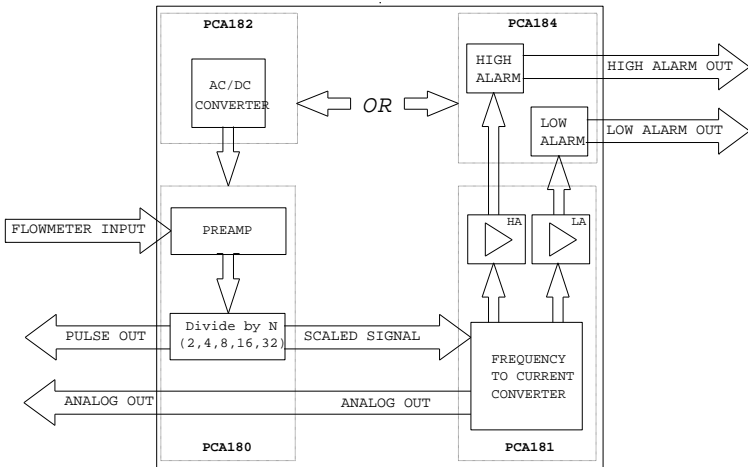 PCA182
PCA184
AC/DC
CONVERTER
HIGH
ALARM
HIGH ALARM OUT
OR
LOW
ALARM
LOW ALARM OUT
FLOWMETER INPUT
PREAMP
HA
LA
PULSE OUT
Divide by N
(2,4,8,16,32)
SCALED SIGNAL
FREQUENCY
TO CURRENT
CONVERTER
ANALOG OUT
ANALOG OUT
PCA180
PCA181